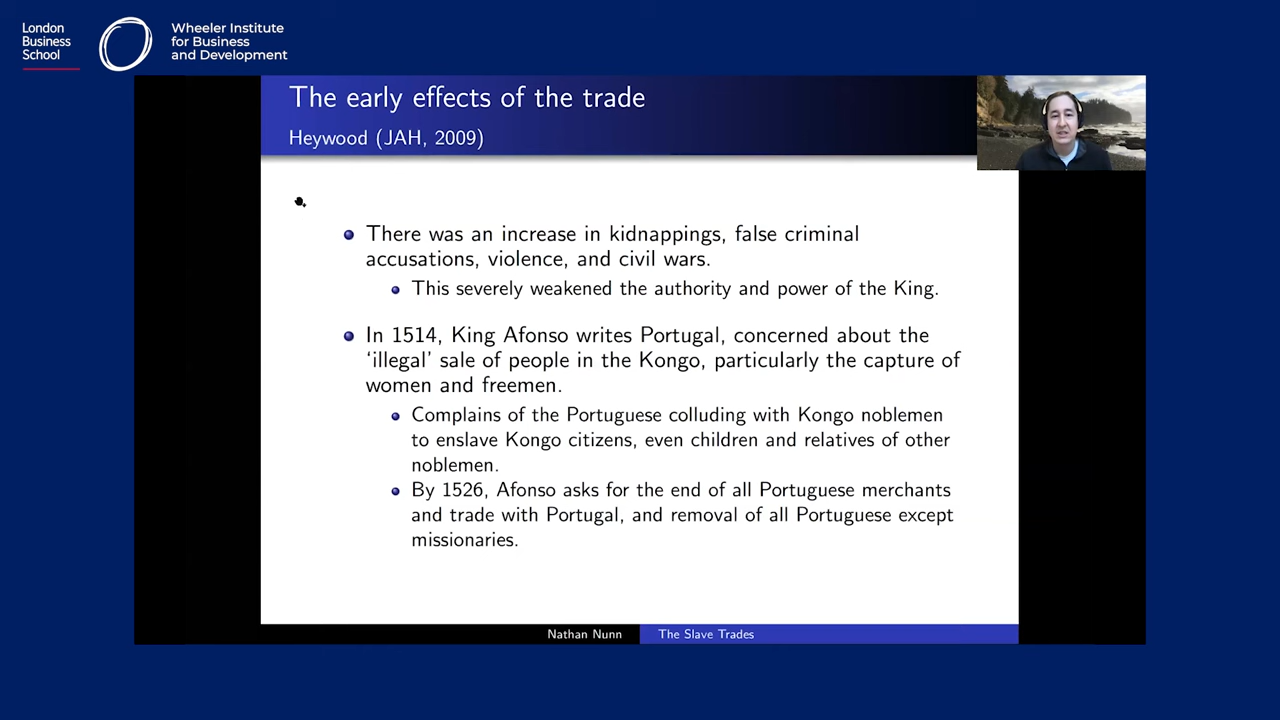 London
Business
School
Wheeler Institute
for Business
and Development
The early effects of the trade
Heywood (JAH, 2009)
There was an increase in kidnappings, false criminal
accusations, violence, and civil wars.
This severely weakened the authority and power of the King.
In 1514, King Afonso writes Portugal, concerned about the
‘illegal’ sale of people in the Kongo, particularly the capture of
women and freemen.
Complains of the Portuguese colluding with Kongo noblemen
to enslave Kongo citizens, even children and relatives of other
noblemen.
By 1526, Afonso asks for the end of all Portuguese merchants
and trade with Portugal, and removal of all Portuguese except
missionaries.
Nathan Nunn
The Slave Trades